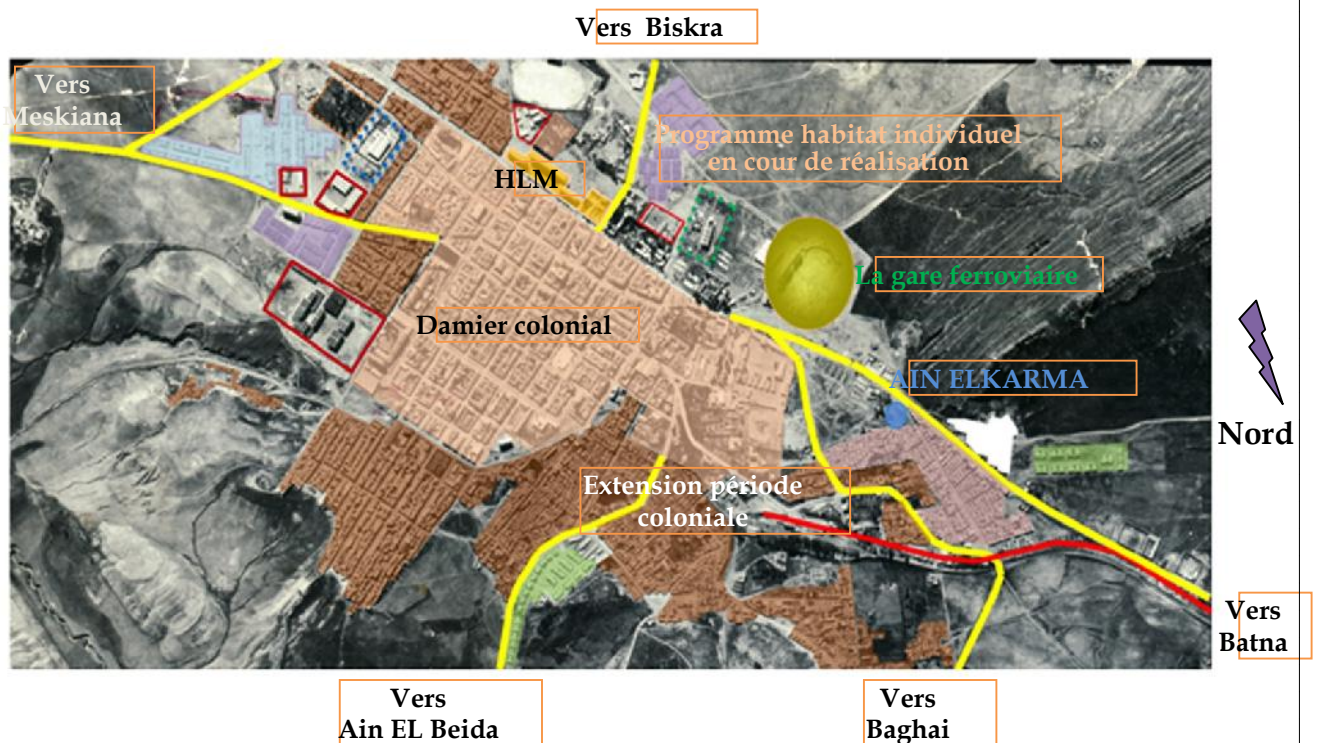 Vers Biskra
Vers
Meskiana
Programme habitat individuel
en cour de réalisation
HLM
La gare ferroviaire
Damier colonial
AIN ELKARMA
Nord
Extension période
coloniale
Vers
Batna
Vers
Ain EL Beida
Vers
Baghai